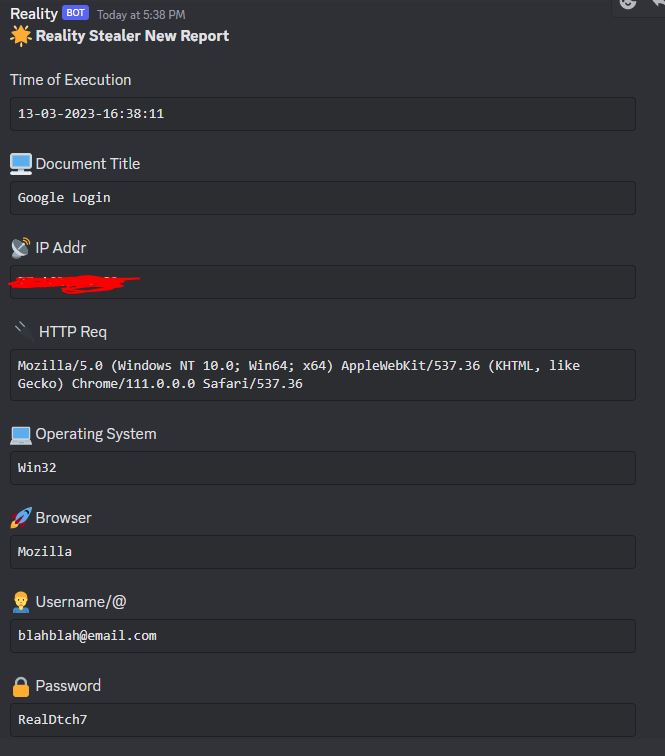 Reality BOT Today at 5:38 PM
Reality Stealer New Report
Time of Execution
13-03-2023-16:38:11
Document Title
Google Login
IP Addr
HTTP Req
Mozilla/5.0 (Windows NT 10.0; Win64; x64) AppleWebKit/537.36 (KHTML, like
Gecko) Chrome/111.0.0.0 Safari/537.36
Operating System
Win32
Browser
Mozilla
Username/@
blahblah@email.com
Password
RealDtch7